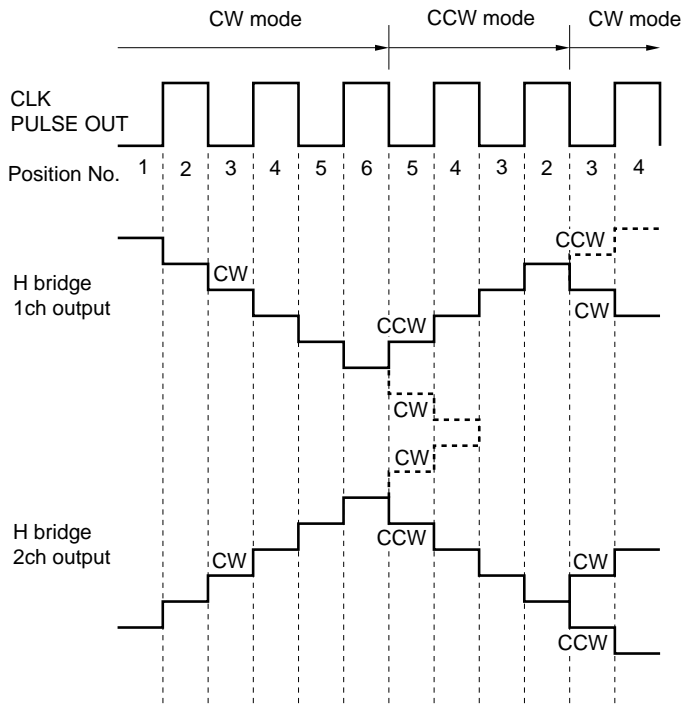 CW mode CCW mode CW mode
CLK
PULSE OUT
Position No. 1 2 3 4 5 6 5 4 3 2 3 4
CCW
H bridge
1ch output
CW
CW
CCW
CW
CW
H bridge
2ch output
CW
CCW
CW
CCW